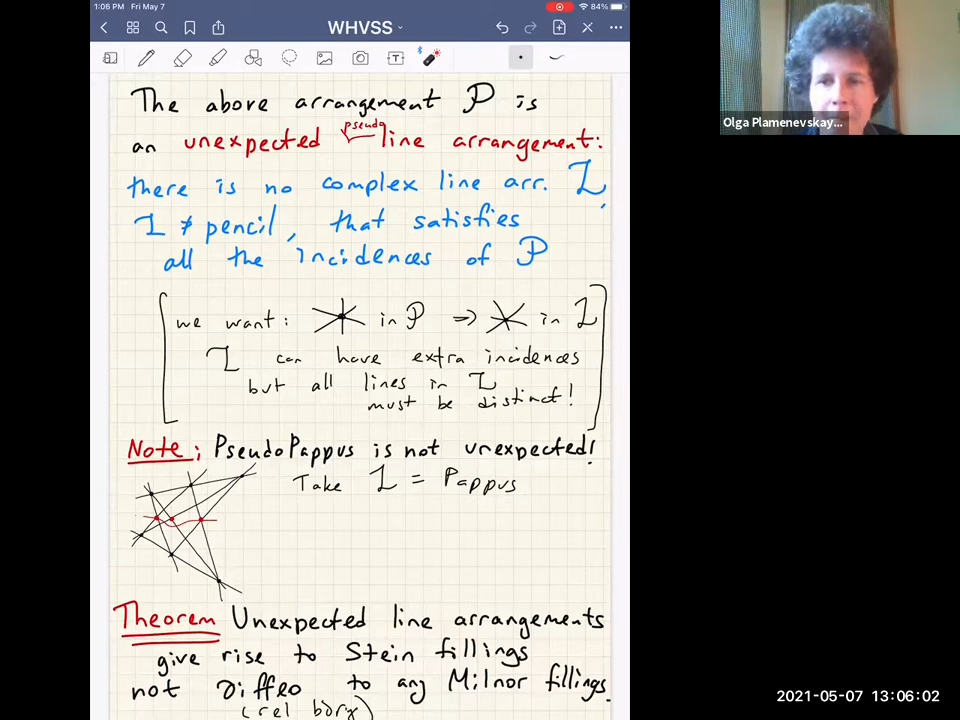 1:06 PM Fri May 7
84%
WHVSS
The above arrangement P is
an unexpected pseudo line arrangement:
there is no complex line arr. L,
L ≠ pencil, that satisfies
all the incidences of P
we want: in P => in L
L can have extra incidences
but all lines in L
must be distinct!
Note: PseudoPappus is not unexpected!
Take L = Pappus
Theorem Unexpected line arrangements
give rise to Stein fillings
not diffeo to any Milnor fillings.
(rel bdry)
Olga Plamenevskay...
2021-05-07 13:06:02